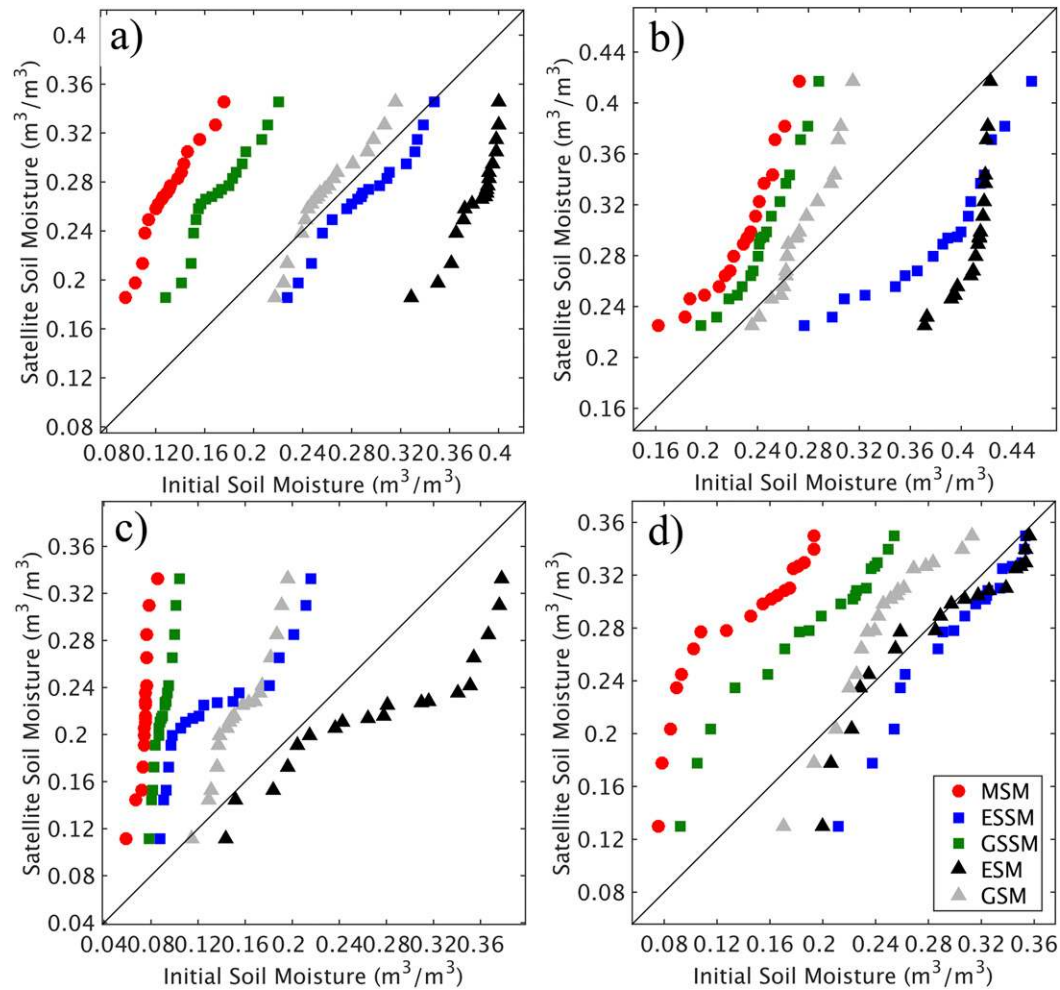 a)
0.4
0.36
0.32
0.28
0.24
0.2
0.16
0.12
0.08
Satellite Soil Moisture (m³/m³)
0.08 0.12 0.16 0.2 0.24 0.28 0.32 0.36 0.4
Initial Soil Moisture (m³/m³)
b)
0.44
0.4
0.36
0.32
0.28
0.24
0.2
0.16
Satellite Soil Moisture (m³/m³)
0.16 0.2 0.24 0.28 0.32 0.36 0.4 0.44
Initial Soil Moisture (m³/m³)
c)
0.36
0.32
0.28
0.24
0.2
0.16
0.12
0.08
0.04
Satellite Soil Moisture (m³/m³)
0.04 0.08 0.12 0.16 0.2 0.24 0.28 0.32 0.36
Initial Soil Moisture (m³/m³)
d)
0.36
0.32
0.28
0.24
0.2
0.16
0.12
0.08
Satellite Soil Moisture (m³/m³)
0.08 0.12 0.16 0.2 0.24 0.28 0.32 0.36
Initial Soil Moisture (m³/m³)
MSM
ESSM
GSSM
ESM
GSM